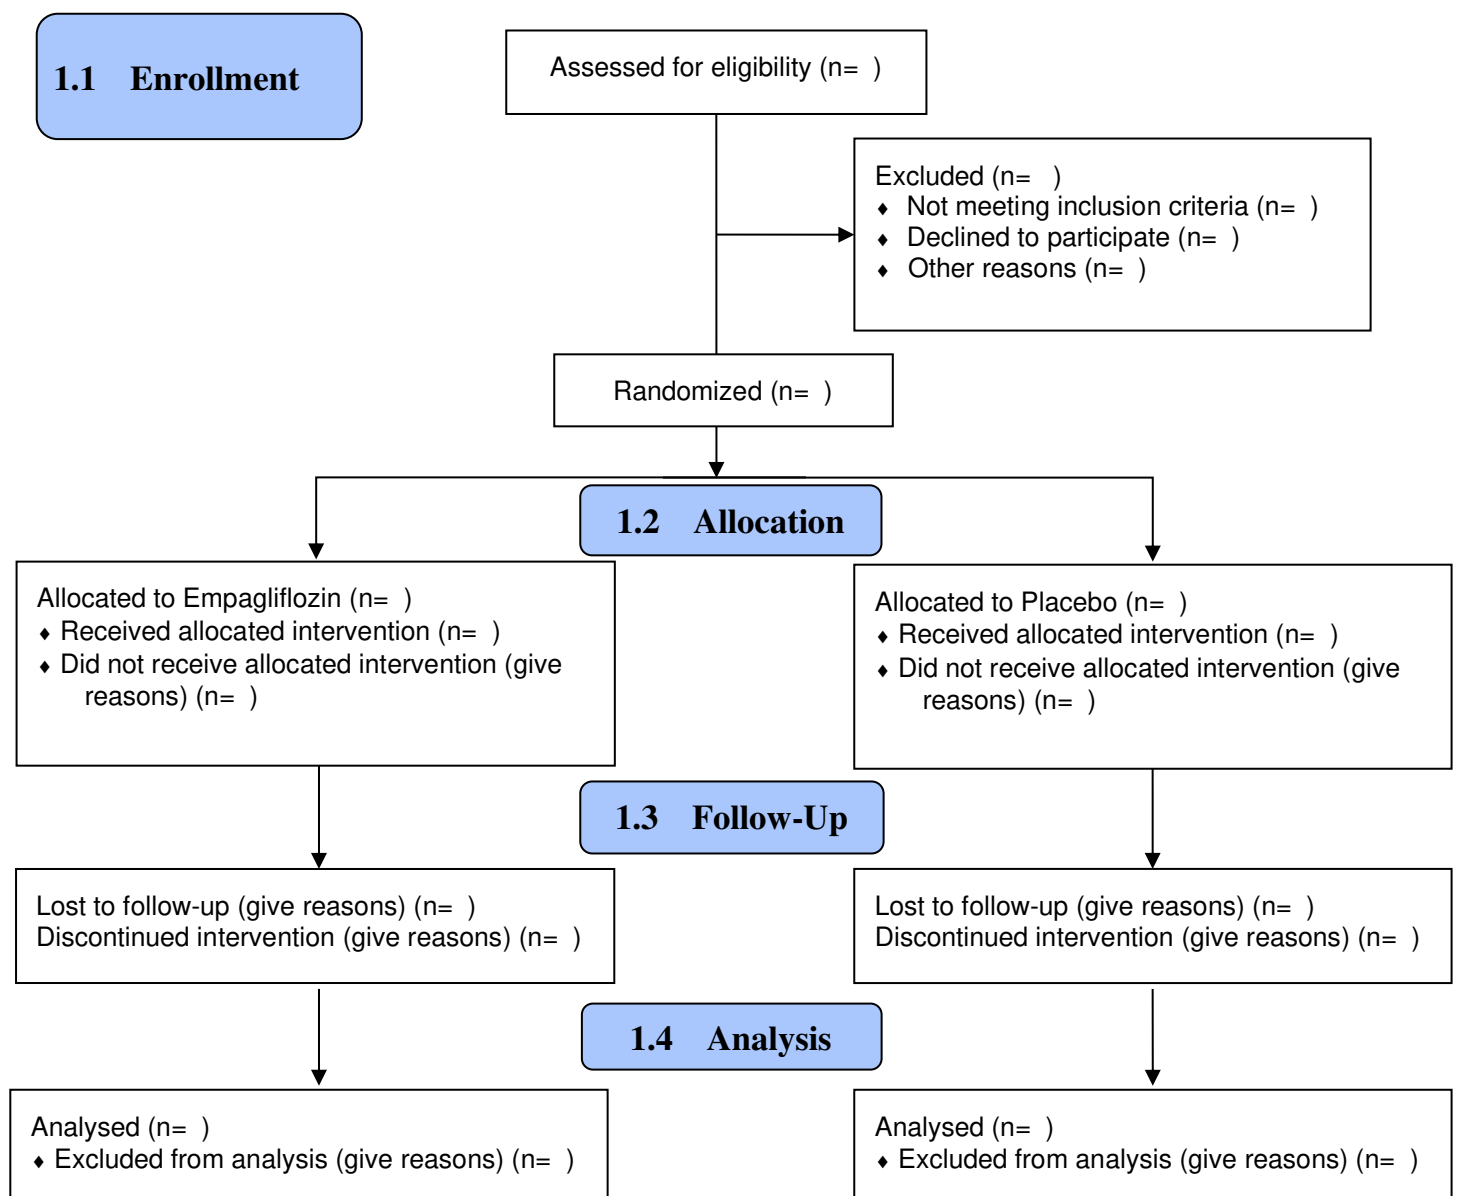 1.1 Enrollment
Assessed for eligibility (n=  )
Excluded (n=   )
♦ Not meeting inclusion criteria (n=  )
♦ Declined to participate (n=  )
♦ Other reasons (n=  )
Randomized (n=  )
1.2 Allocation
Allocated to Empagliflozin (n=  )
♦ Received allocated intervention (n=  )
♦ Did not receive allocated intervention (give
reasons) (n=  )
Allocated to Placebo (n=  )
♦ Received allocated intervention (n=  )
♦ Did not receive allocated intervention (give
reasons) (n=  )
1.3 Follow-Up
Lost to follow-up (give reasons) (n=  )
Discontinued intervention (give reasons) (n=  )
Lost to follow-up (give reasons) (n=  )
Discontinued intervention (give reasons) (n=  )
1.4 Analysis
Analysed (n=  )
♦ Excluded from analysis (give reasons) (n=  )
Analysed (n=  )
♦ Excluded from analysis (give reasons) (n=  )